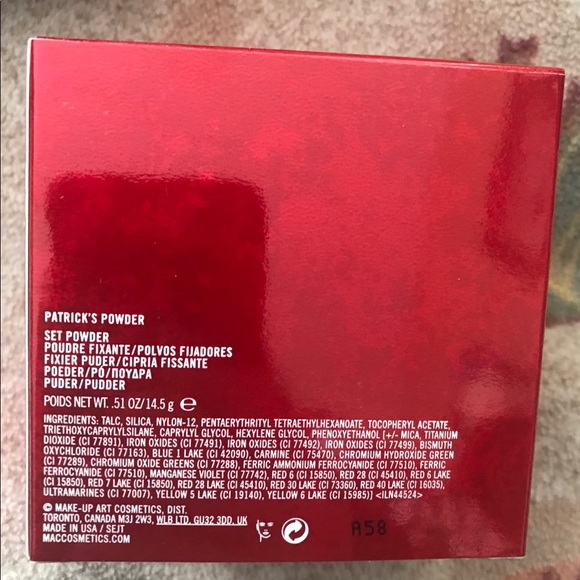 PATRICK'S POWDER
SET POWDER
POUDRE FIXANTE/POLVOS FIJADORES
FIXIER PUDER/CIPRIA FISSANTE
POEDER/PÓ/ΠΟΥΔΡΑ
PUDER/PUDDER
POIDS NET WT. .51 OZ/14.5 g ℮
INGREDIENTS: TALC, SILICA, NYLON-12, PENTAERYTHRITYL TETRAETHYLHEXANOATE, TOCOPHERYL ACETATE,
TRIETHOXYCAPRYLYLSILANE, CAPRYLYL GLYCOL, HEXYLENE GLYCOL, PHENOXYETHANOL [+/- MICA, TITANIUM
DIOXIDE (CI 77891), IRON OXIDES (CI 77491), IRON OXIDES (CI 77492), IRON OXIDES (CI 77499), BISMUTH
OXYCHLORIDE (CI 77163), BLUE 1 LAKE (CI 42090), CARMINE (CI 75470), CHROMIUM HYDROXIDE GREEN
(CI 77289), CHROMIUM OXIDE GREENS (CI 77288), FERRIC AMMONIUM FERROCYANIDE (CI 77510), FERRIC
FERROCYANIDE (CI 77510), MANGANESE VIOLET (CI 77742), RED 6 (CI 15850), RED 28 (CI 45410), RED 6 LAKE
(CI 15850), RED 7 LAKE (CI 15850), RED 28 LAKE (CI 45410), RED 30 LAKE (CI 73360), RED 40 LAKE (CI 16035),
ULTRAMARINES (CI 77007), YELLOW 5 LAKE (CI 19140), YELLOW 6 LAKE (CI 15985)] <ILN44524>
© MAKE-UP ART COSMETICS, DIST.
TORONTO, CANADA M3J 2W3, WLB LTD. GU32 3DD. UK
MADE IN USA / SEJT
MACCOSMETICS.COM
A58